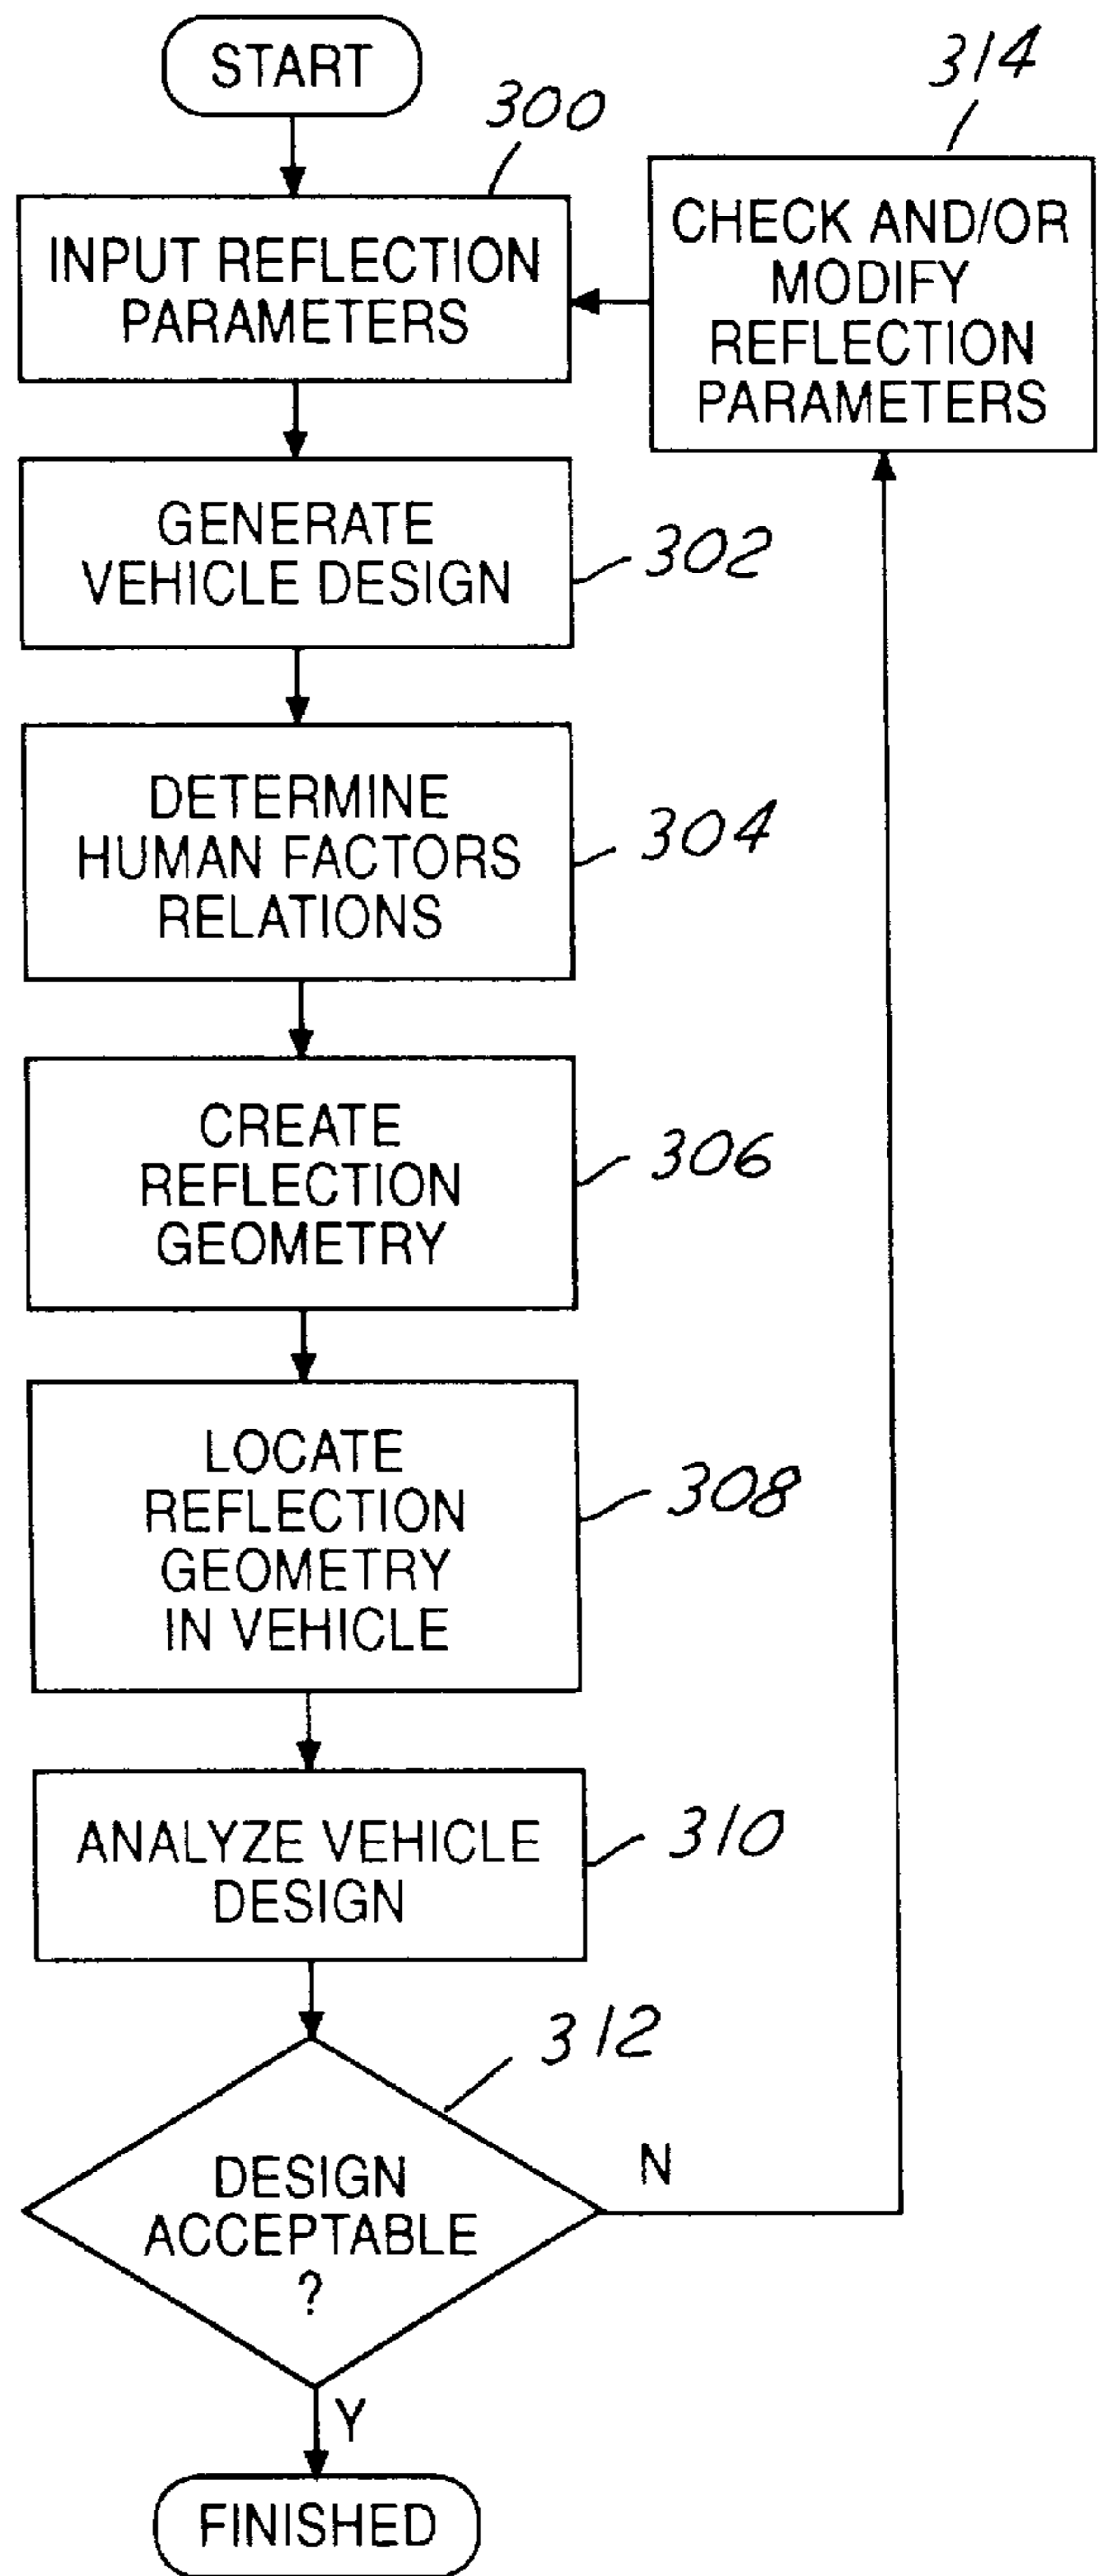 START
300
INPUT REFLECTION
PARAMETERS
314
CHECK AND/OR
MODIFY
REFLECTION
PARAMETERS
GENERATE
VEHICLE DESIGN
302
DETERMINE
HUMAN FACTORS
RELATIONS
304
CREATE
REFLECTION
GEOMETRY
306
LOCATE
REFLECTION
GEOMETRY
IN VEHICLE
308
ANALYZE VEHICLE
DESIGN
310
312
DESIGN
ACCEPTABLE
?
N
Y
FINISHED